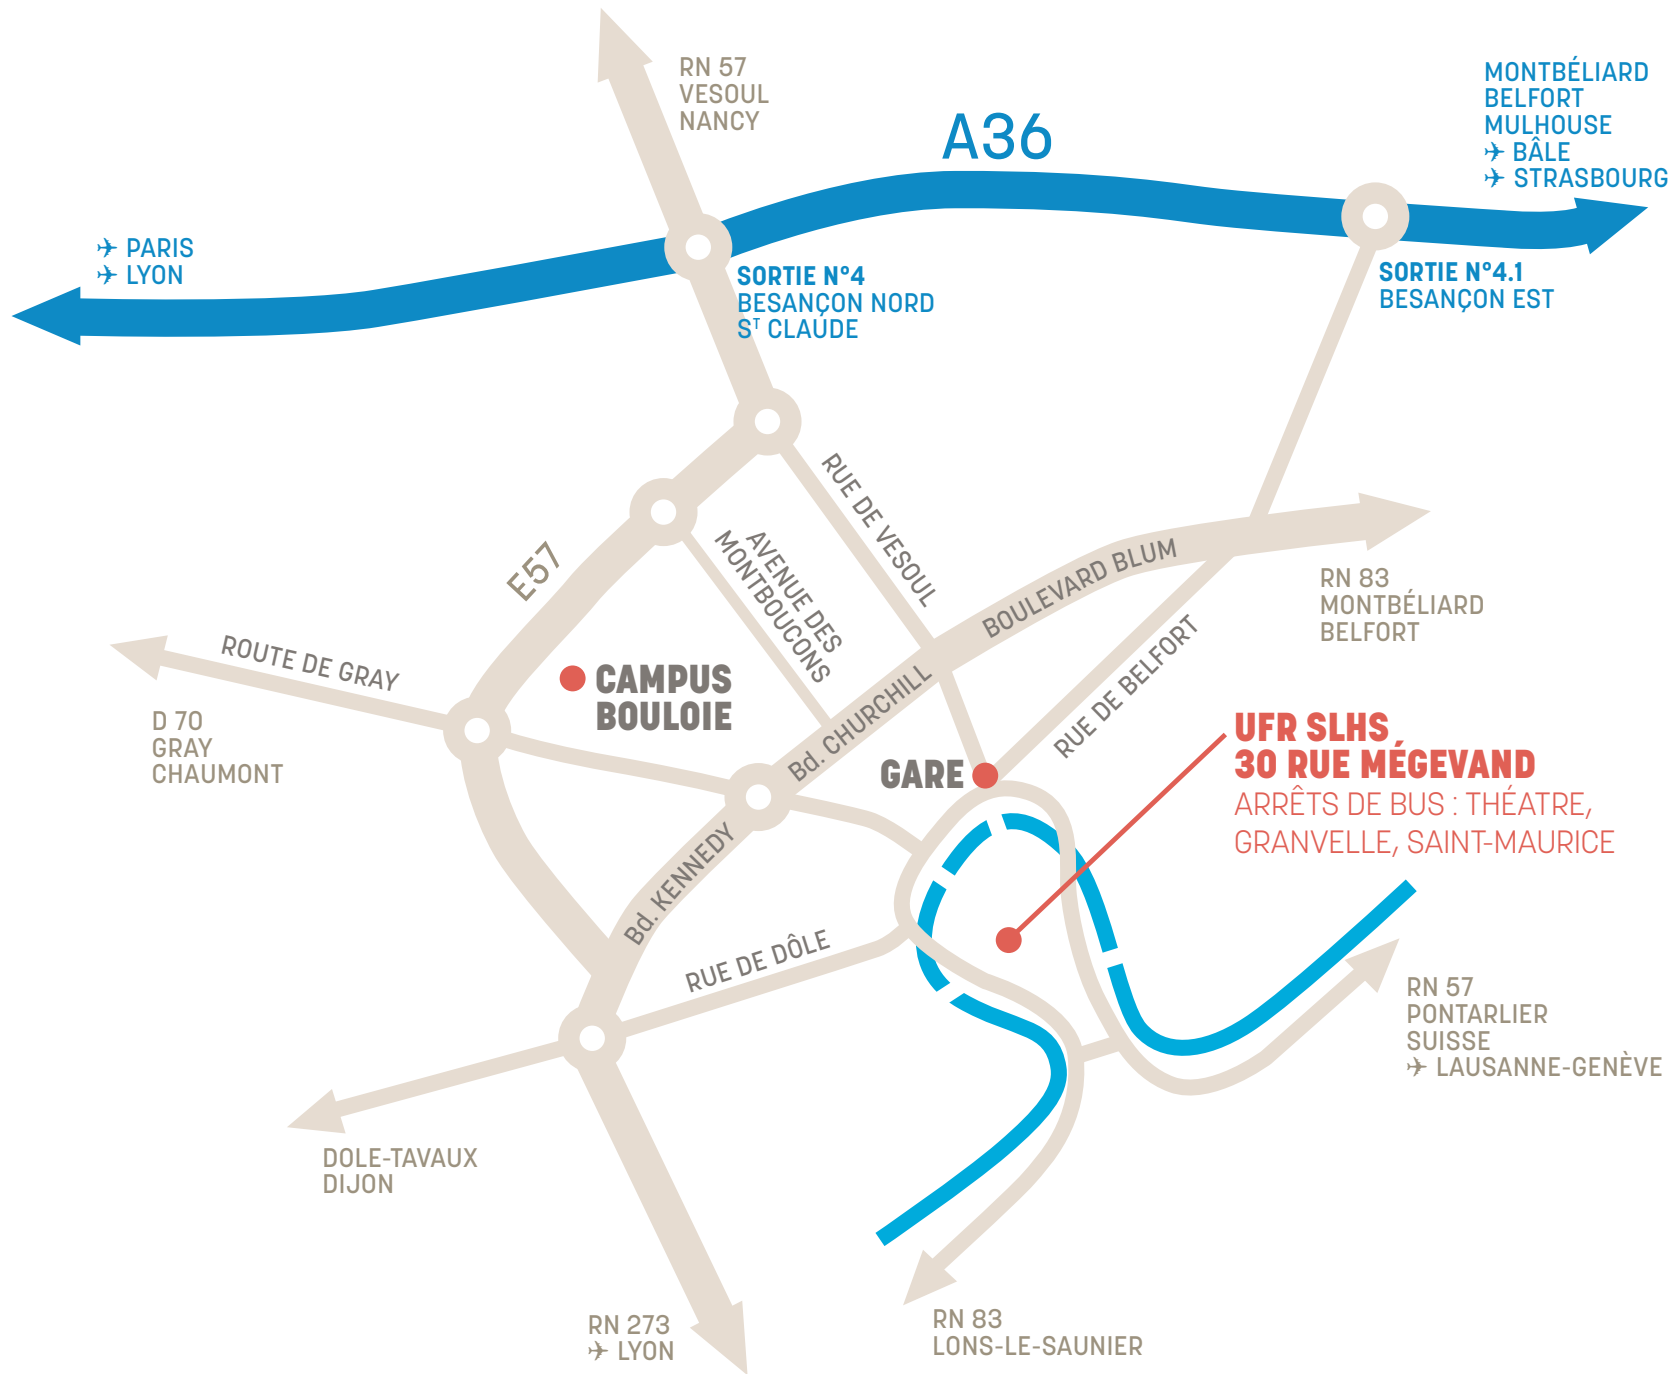 RN 57
VESOUL
NANCY
A36
MONTBÉLIARD
BELFORT
MULHOUSE
✈ BÂLE
✈ STRASBOURG
✈ PARIS
✈ LYON
SORTIE N°4
BESANÇON NORD
Sᵀ CLAUDE
SORTIE N°4.1
BESANÇON EST
RUE DE VESOUL
AVENUE DES
MONTBOUCONS
E57
BOULEVARD BLUM
RN 83
MONTBÉLIARD
BELFORT
ROUTE DE GRAY
CAMPUS
BOULOIE
Bd. CHURCHILL
RUE DE BELFORT
D 70
GRAY
CHAUMONT
GARE
UFR SLHS
30 RUE MÉGEVAND
ARRÊTS DE BUS : THÉATRE,
GRANVELLE, SAINT-MAURICE
Bd. KENNEDY
RUE DE DÔLE
RN 57
PONTARLIER
SUISSE
✈ LAUSANNE-GENÈVE
DOLE-TAVAUX
DIJON
RN 273
✈ LYON
RN 83
LONS-LE-SAUNIER